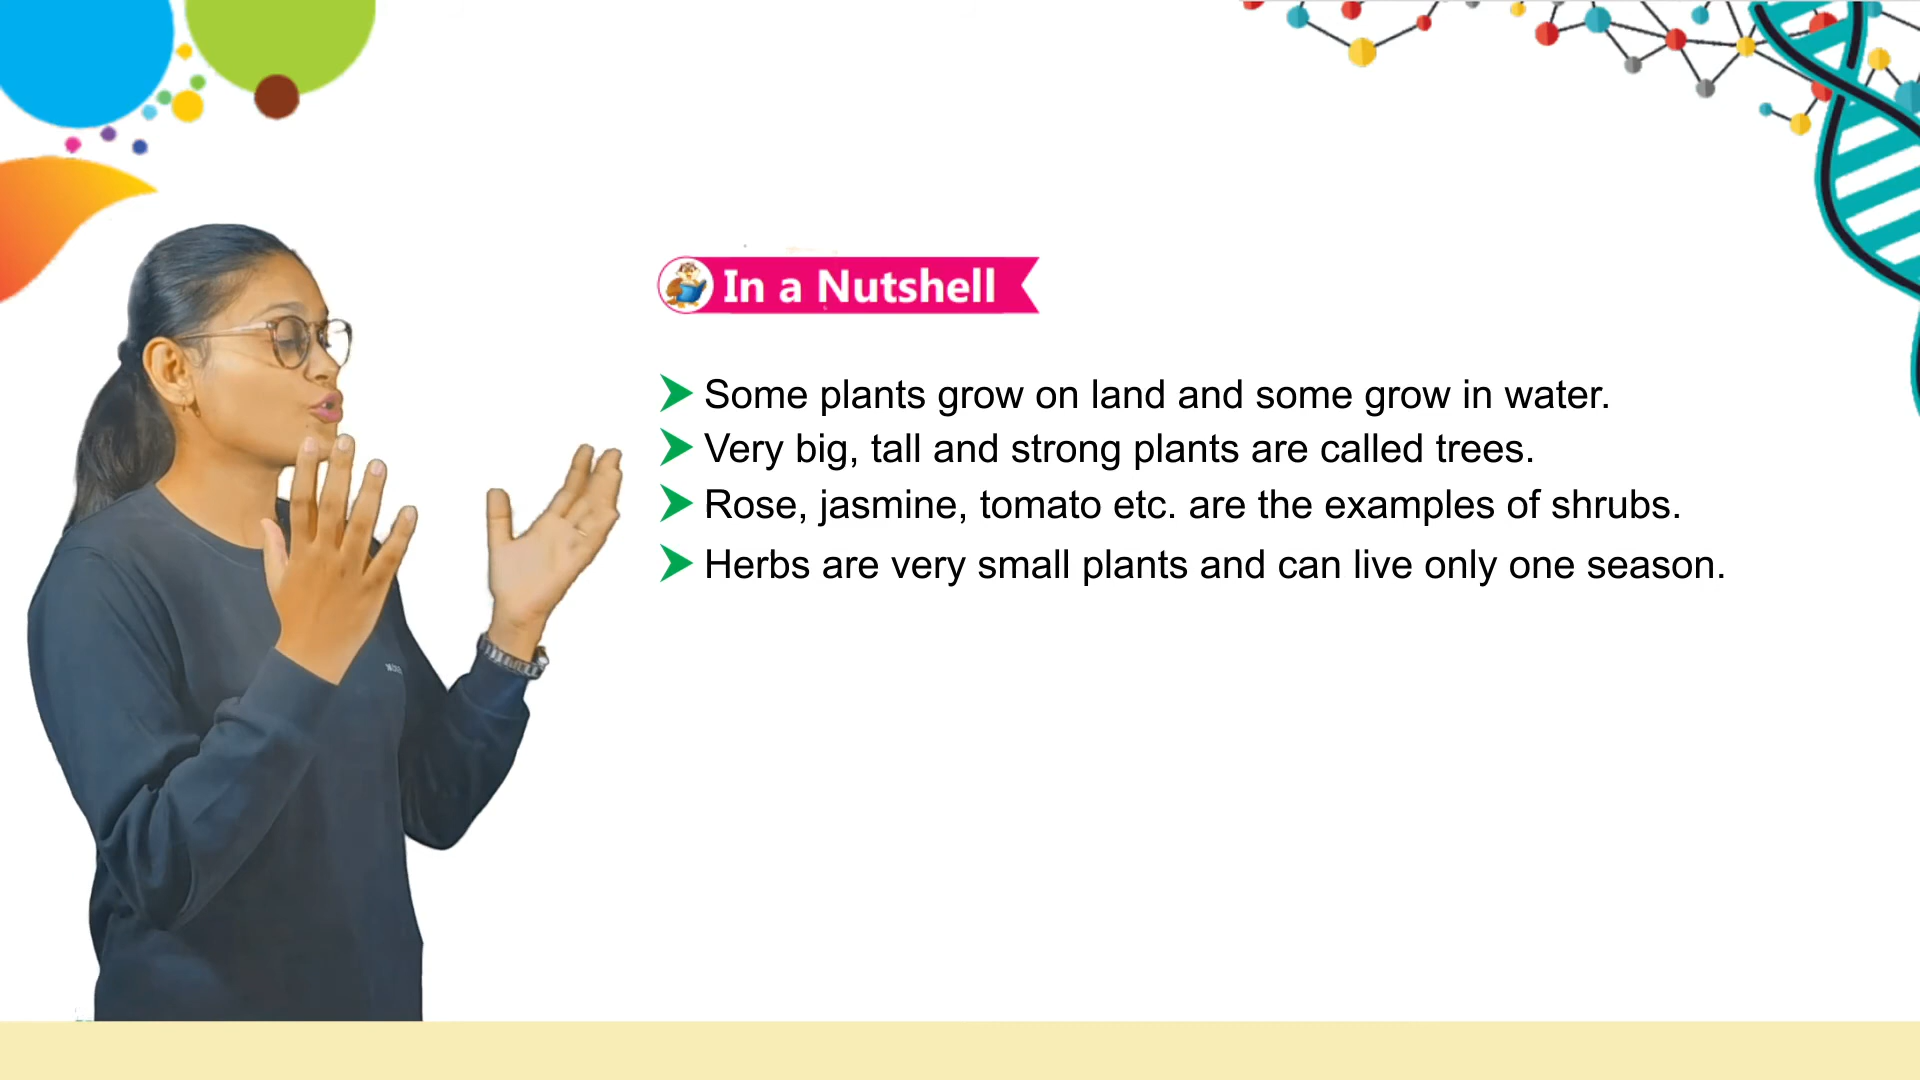 In a Nutshell
Some plants grow on land and some grow in water.
Very big, tall and strong plants are called trees.
Rose, jasmine, tomato etc. are the examples of shrubs.
Herbs are very small plants and can live only one season.